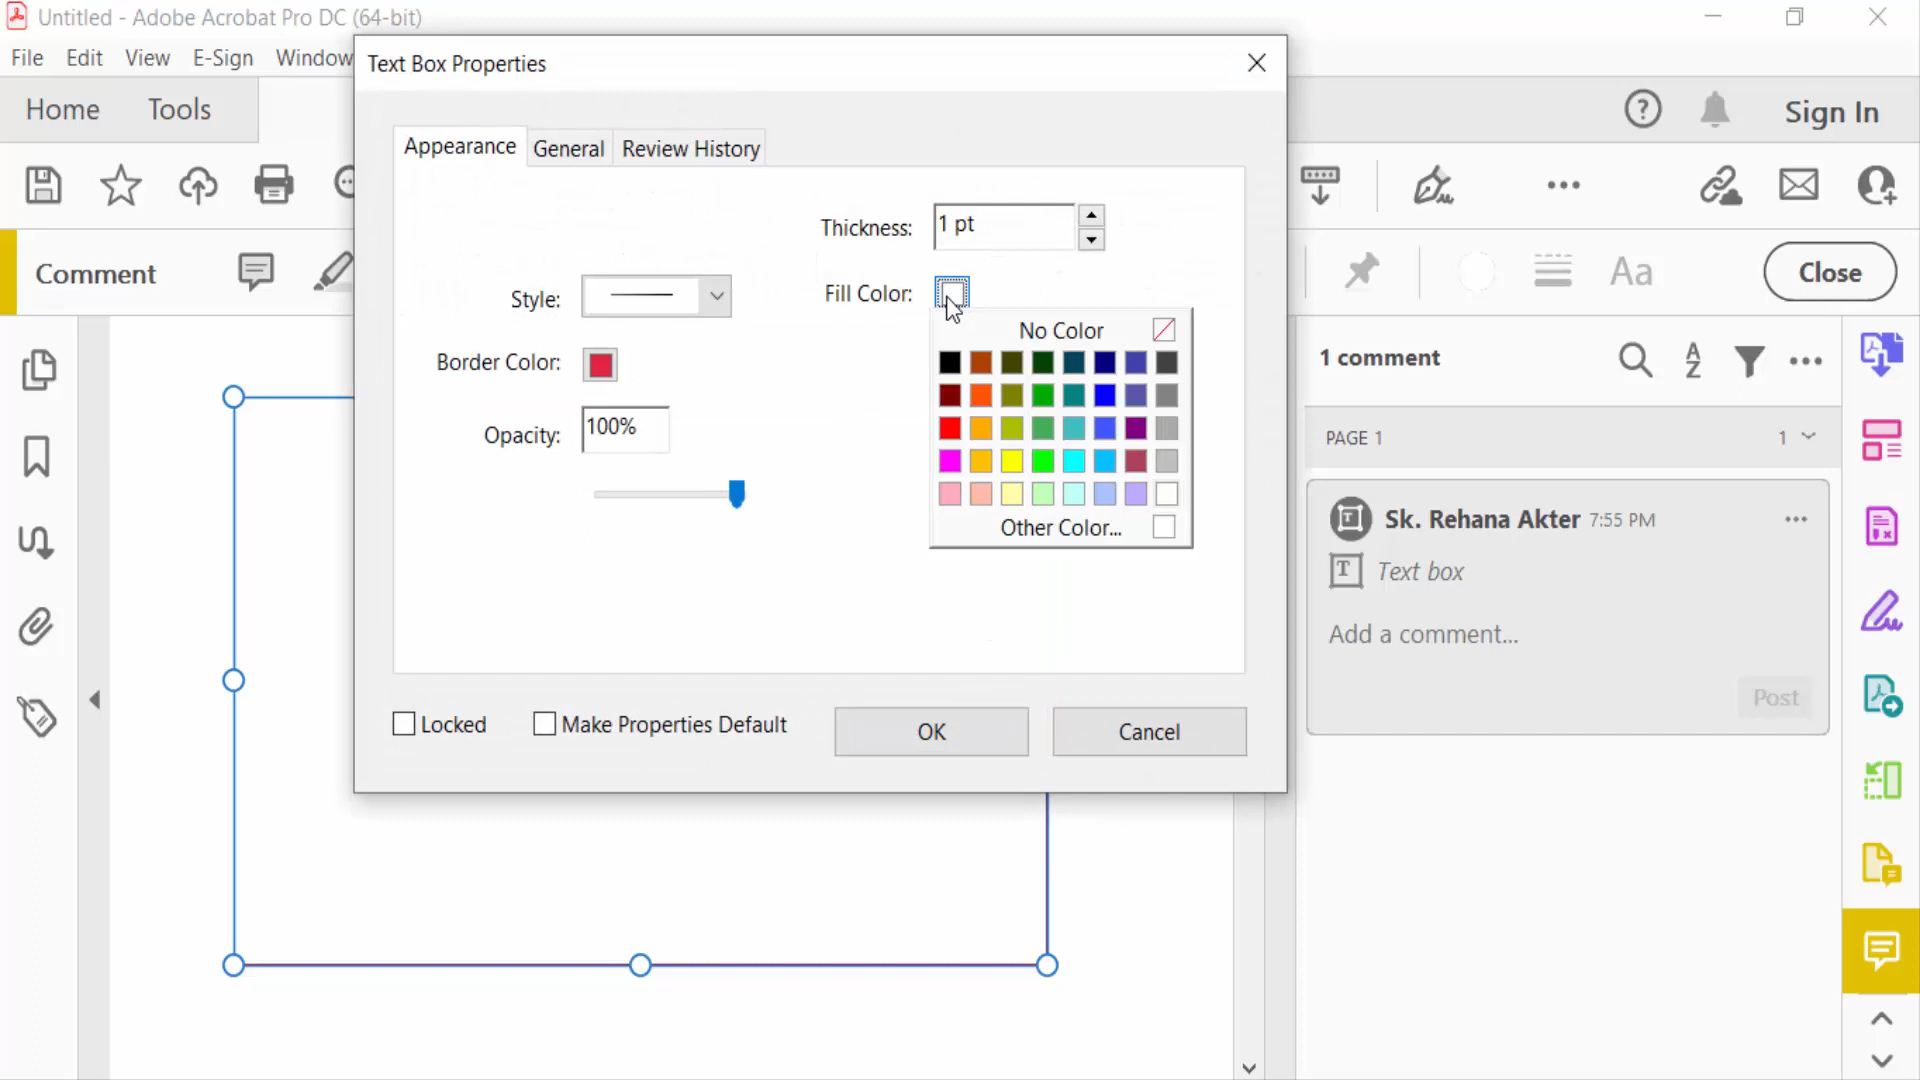 Untitled - Adobe Acrobat Pro DC (64-bit)
File Edit View E-Sign Window
Text Box Properties
Home Tools
Sign In
Appearance General Review History
Thickness: 1 pt
Comment
Aa
Close
Style:
Fill Color:
No Color
Border Color:
1 comment
A
Z
Opacity: 100%
PAGE 1
1
Other Color...
Sk. Rehana Akter 7:55 PM
T Text box
Add a comment...
Post
Locked
Make Properties Default
OK
Cancel